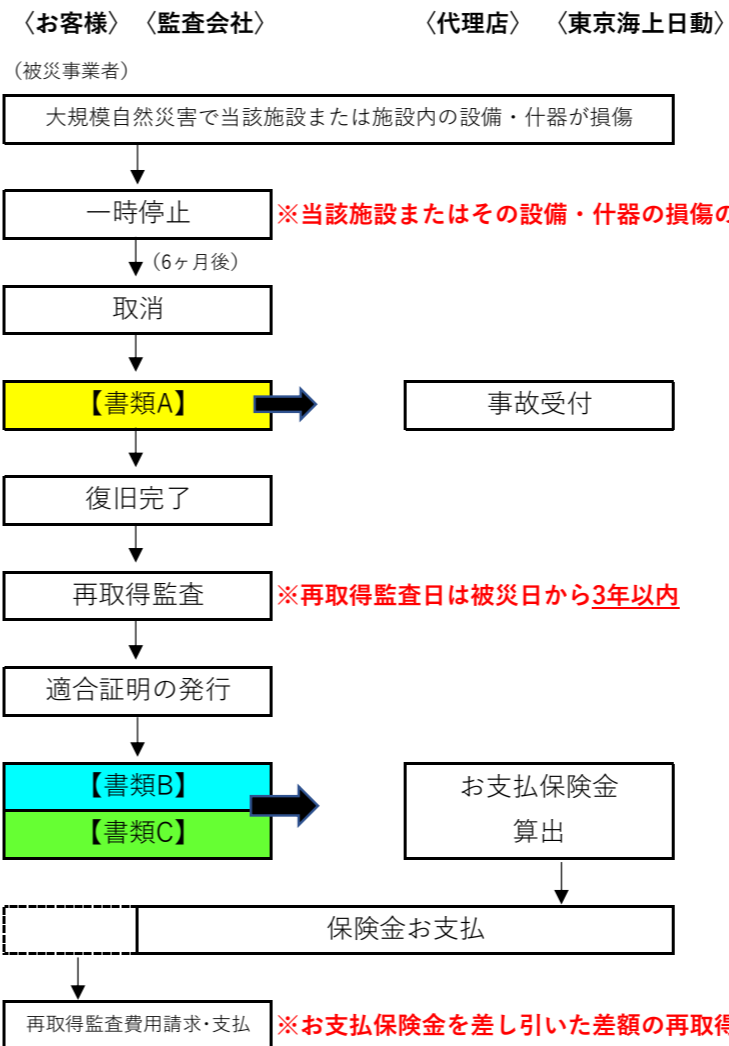 〈お客様〉 〈監査会社〉 〈代理店〉 〈東京海上日動〉
（被災事業者）
大規模自然災害で当該施設または施設内の設備・什器が損傷
一時停止 ※当該施設またはその設備・什器の損傷の
（6ヶ月後）
取消
【書類A】 事故受付
復旧完了
再取得監査 ※再取得監査日は被災日から3年以内
適合証明の発行
【書類B】 お支払保険金
【書類C】 算出
保険金お支払
再取得監査費用請求・支払 ※お支払保険金を差し引いた差額の再取得